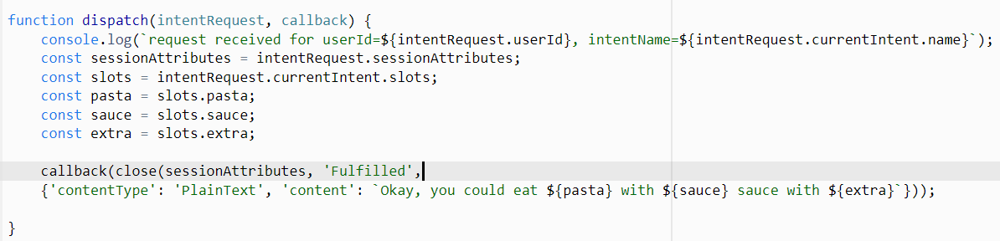 function dispatch(intentRequest, callback) {
    console.log(`request received for userId=${intentRequest.userId}, intentName=${intentRequest.currentIntent.name}`);
    const sessionAttributes = intentRequest.sessionAttributes;
    const slots = intentRequest.currentIntent.slots;
    const pasta = slots.pasta;
    const sauce = slots.sauce;
    const extra = slots.extra;

    callback(close(sessionAttributes, 'Fulfilled',
    {'contentType': 'PlainText', 'content': `Okay, you could eat ${pasta} with ${sauce} sauce with ${extra}`}));

}